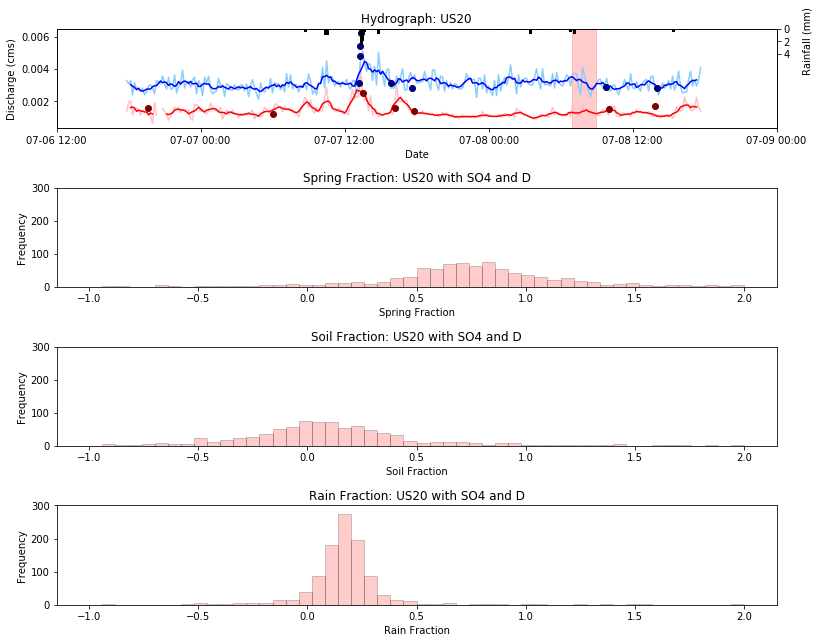 Hydrograph: US20
Discharge (cms)
0.006
0.004
0.002
0
2
4
Rainfall (mm)
07-06 12:00 07-07 00:00 07-07 12:00 07-08 00:00 07-08 12:00 07-09 00:00
Date
Spring Fraction: US20 with SO4 and D
Frequency
300
200
100
0
−1.0 −0.5 0.0 0.5 1.0 1.5 2.0
Spring Fraction
Soil Fraction: US20 with SO4 and D
Frequency
300
200
100
0
−1.0 −0.5 0.0 0.5 1.0 1.5 2.0
Soil Fraction
Rain Fraction: US20 with SO4 and D
Frequency
300
200
100
0
−1.0 −0.5 0.0 0.5 1.0 1.5 2.0
Rain Fraction